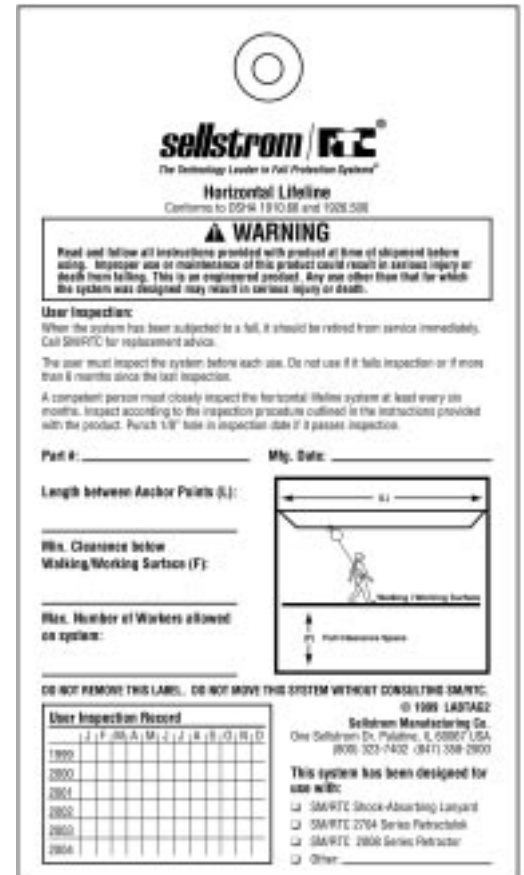 sellstrom/RTC®
The Technology Leader in Fall Protection Systems®
Horizontal Lifeline
Conforms to OSHA 1910.66 and 1926.500
WARNING
Read and follow all instructions provided with product at time of shipment before
using. Improper use or maintenance of this product could result in serious injury or
death from falling. This is an engineered product. Any use other than that for which
the system was designed may result in serious injury or death.
User Inspection:
When the system has been subjected to a fall, it should be retired from service immediately.
Call SM/RTC for replacement advice.
The user must inspect the system before each use. Do not use if it fails inspection or if more
than 6 months since the last inspection.
A competent person must closely inspect the horizontal lifeline system at least every six
months. Inspect according to the inspection procedure outlined in the instructions provided
with the product. Punch 1/8" hole in inspection date if it passes inspection.
Part #: Mfg. Date:
Length between Anchor Points (L):
(L)
Min. Clearance below
Walking/Working Surface (F):
Walking / Working Surface
Max. Number of Workers allowed
on system:
(F) Fall Clearance Space
DO NOT REMOVE THIS LABEL. DO NOT MOVE THIS SYSTEM WITHOUT CONSULTING SM/RTC.
© 1999 LADTAG2
Sellstrom Manufacturing Co.
One Sellstrom Dr. Palatine, IL 60067 USA
(800) 323-7402 (847) 358-2000
User Inspection Record
J F M A M J J A S O N D
1999
2000
2001
2002
2003
2004
This system has been designed for
use with:
SM/RTC Shock-Absorbing Lanyard
SM/RTC 2704 Series Retractalok
SM/RTC Series Retractor
Other: